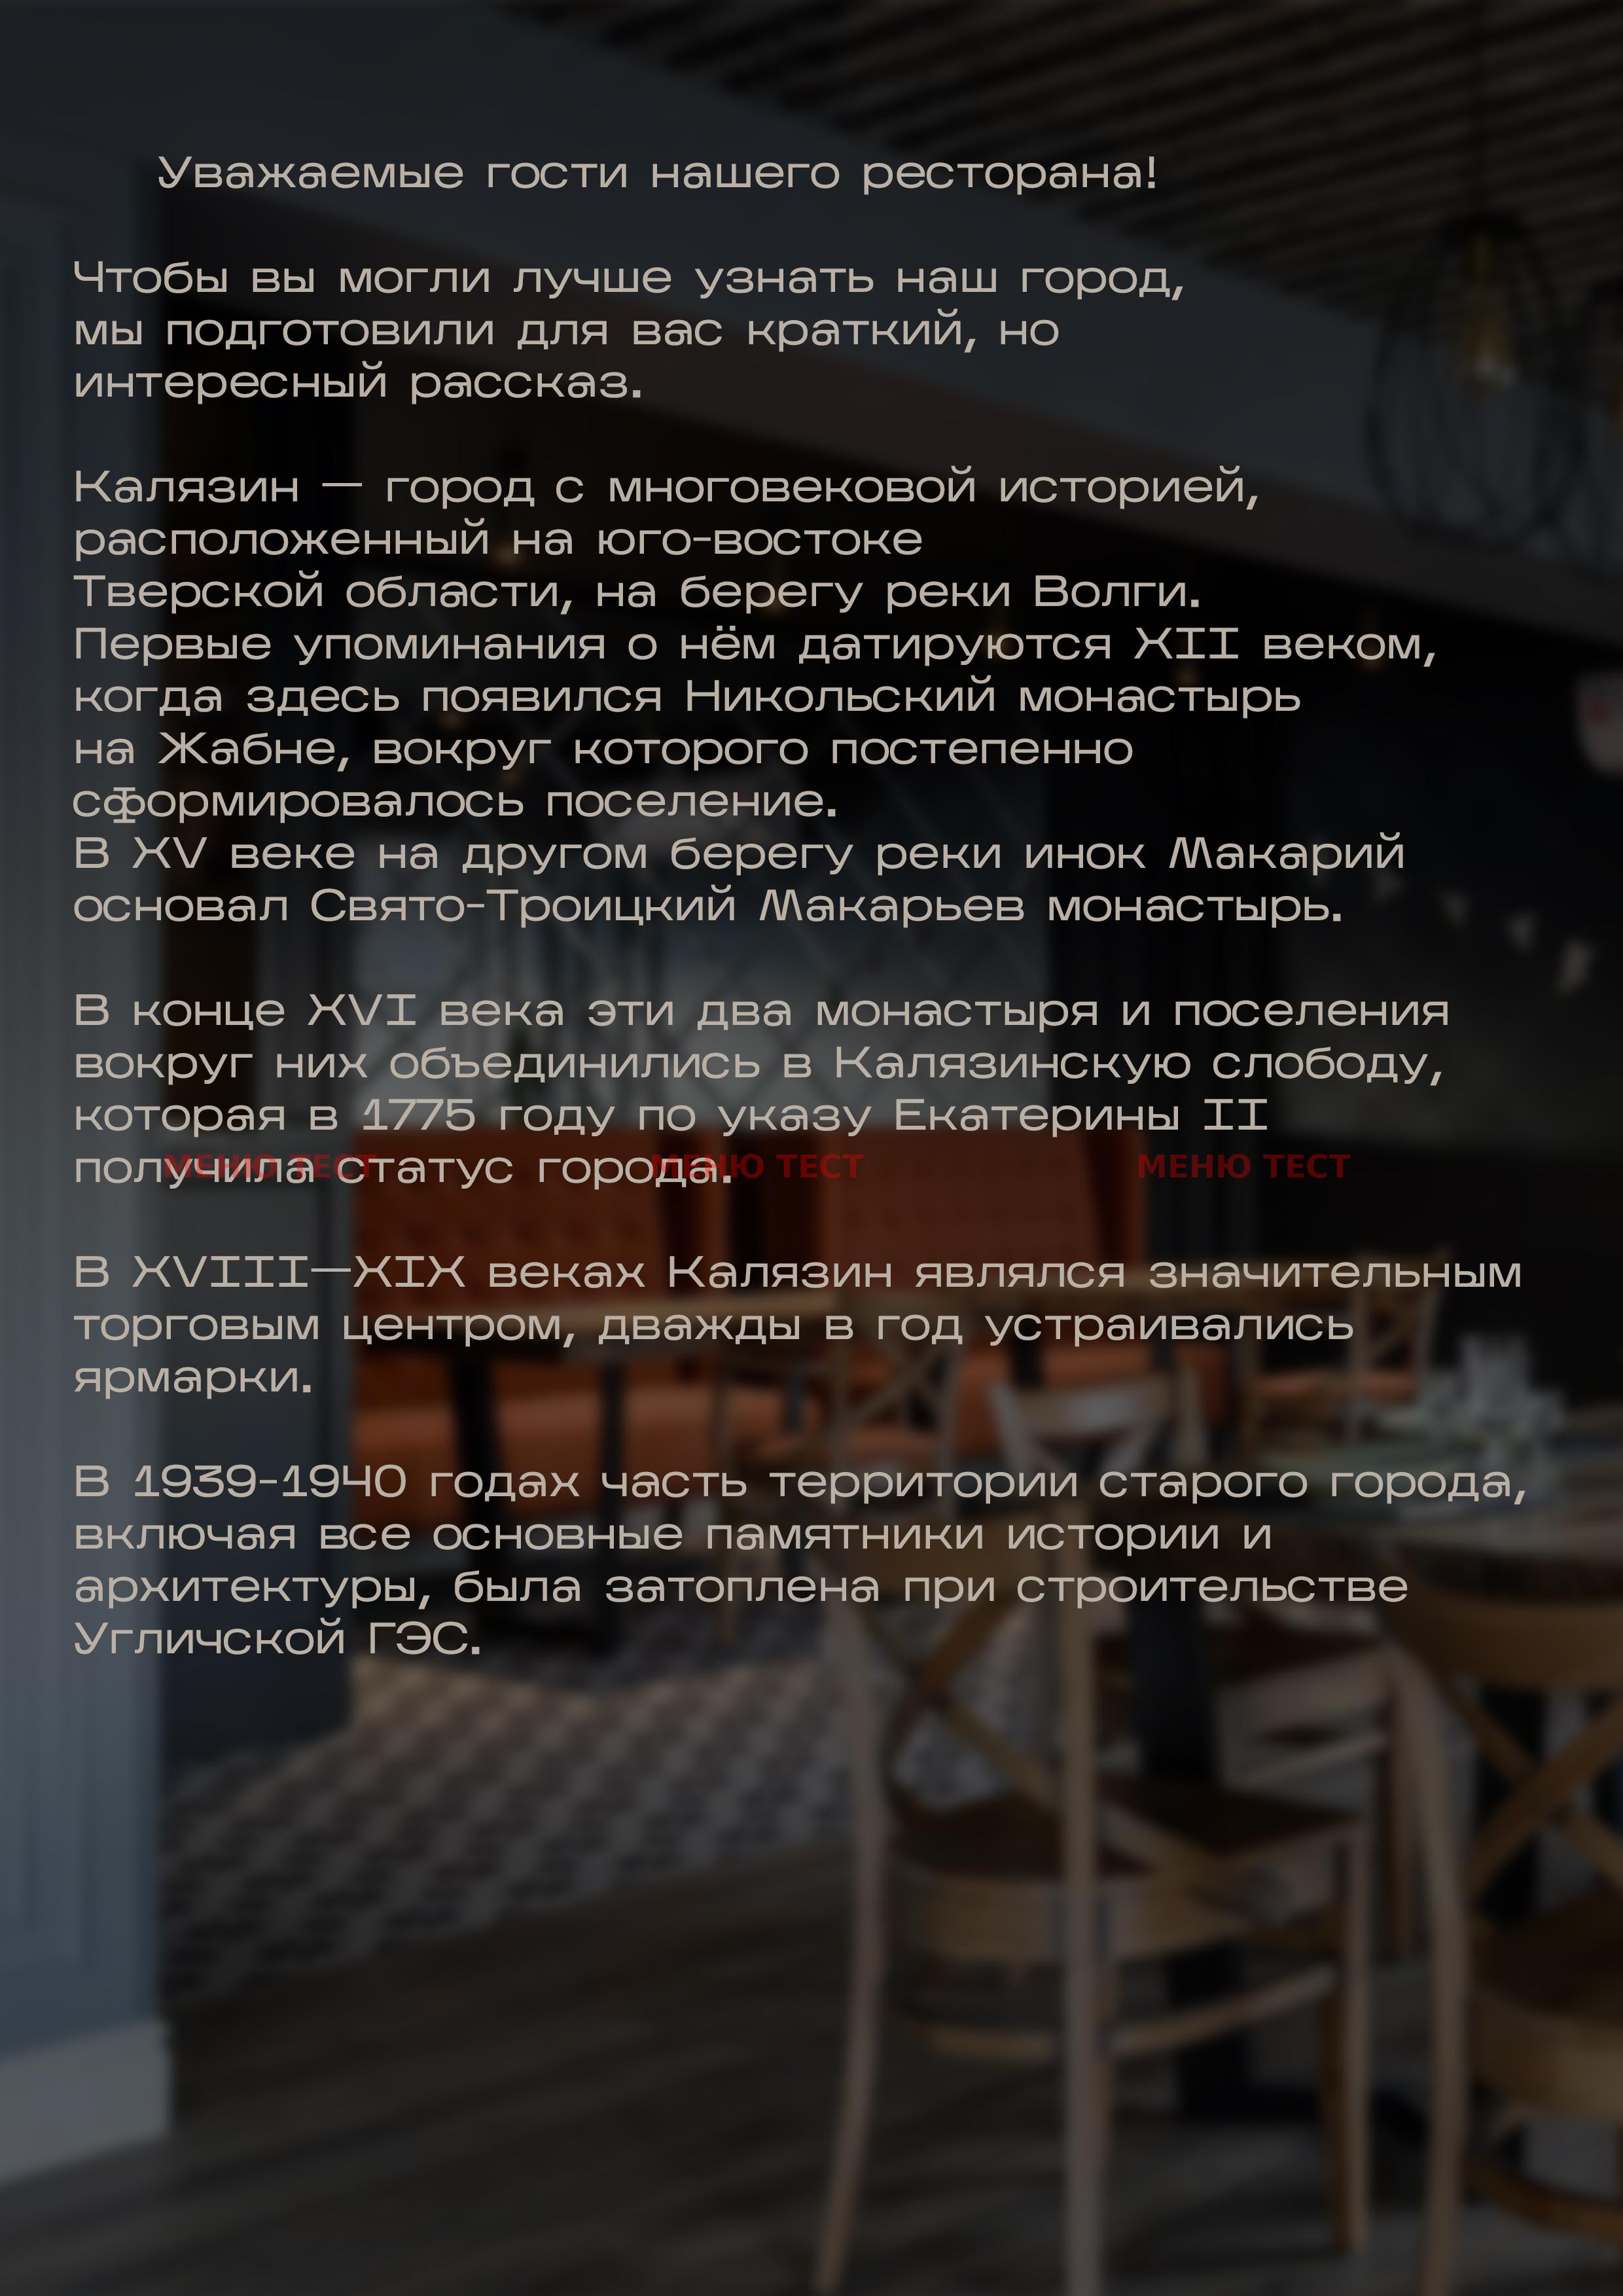 Уважаемые гости нашего ресторана!
Чтобы вы могли лучше узнать наш город,
мы подготовили для вас краткий, но
интересный рассказ.
Калязин — город с многовековой историей,
расположенный на юго-востоке
Тверской области, на берегу реки Волги.
Первые упоминания о нём датируются XII веком,
когда здесь появился Никольский монастырь
на Жабне, вокруг которого постепенно
сформировалось поселение.
В XV веке на другом берегу реки инок Макарий
основал Свято-Троицкий Макарьев монастырь.
В конце XVI века эти два монастыря и поселения
вокруг них объединились в Калязинскую слободу,
которая в 1775 году по указу Екатерины II
получила статус города.
МЕНЮ ТЕСТ МЕНЮ ТЕСТ МЕНЮ ТЕСТ
В XVIII—XIX веках Калязин являлся значительным
торговым центром, дважды в год устраивались
ярмарки.
В 1939-1940 годах часть территории старого города,
включая все основные памятники истории и
архитектуры, была затоплена при строительстве
Угличской ГЭС.